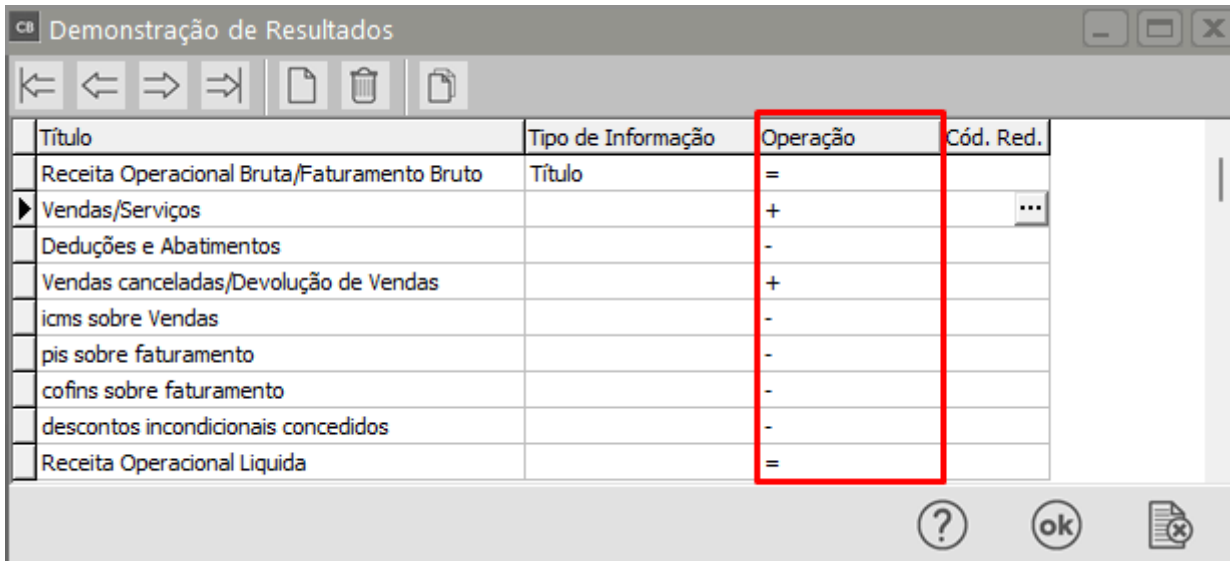 CB Demonstração de Resultados
Título Tipo de Informação Operação Cód. Red.
Receita Operacional Bruta/Faturamento Bruto Título =
Vendas/Serviços + ...
Deduções e Abatimentos -
Vendas canceladas/Devolução de Vendas +
icms sobre Vendas -
pis sobre faturamento -
cofins sobre faturamento -
descontos incondicionais concedidos -
Receita Operacional Liquida =
? ok